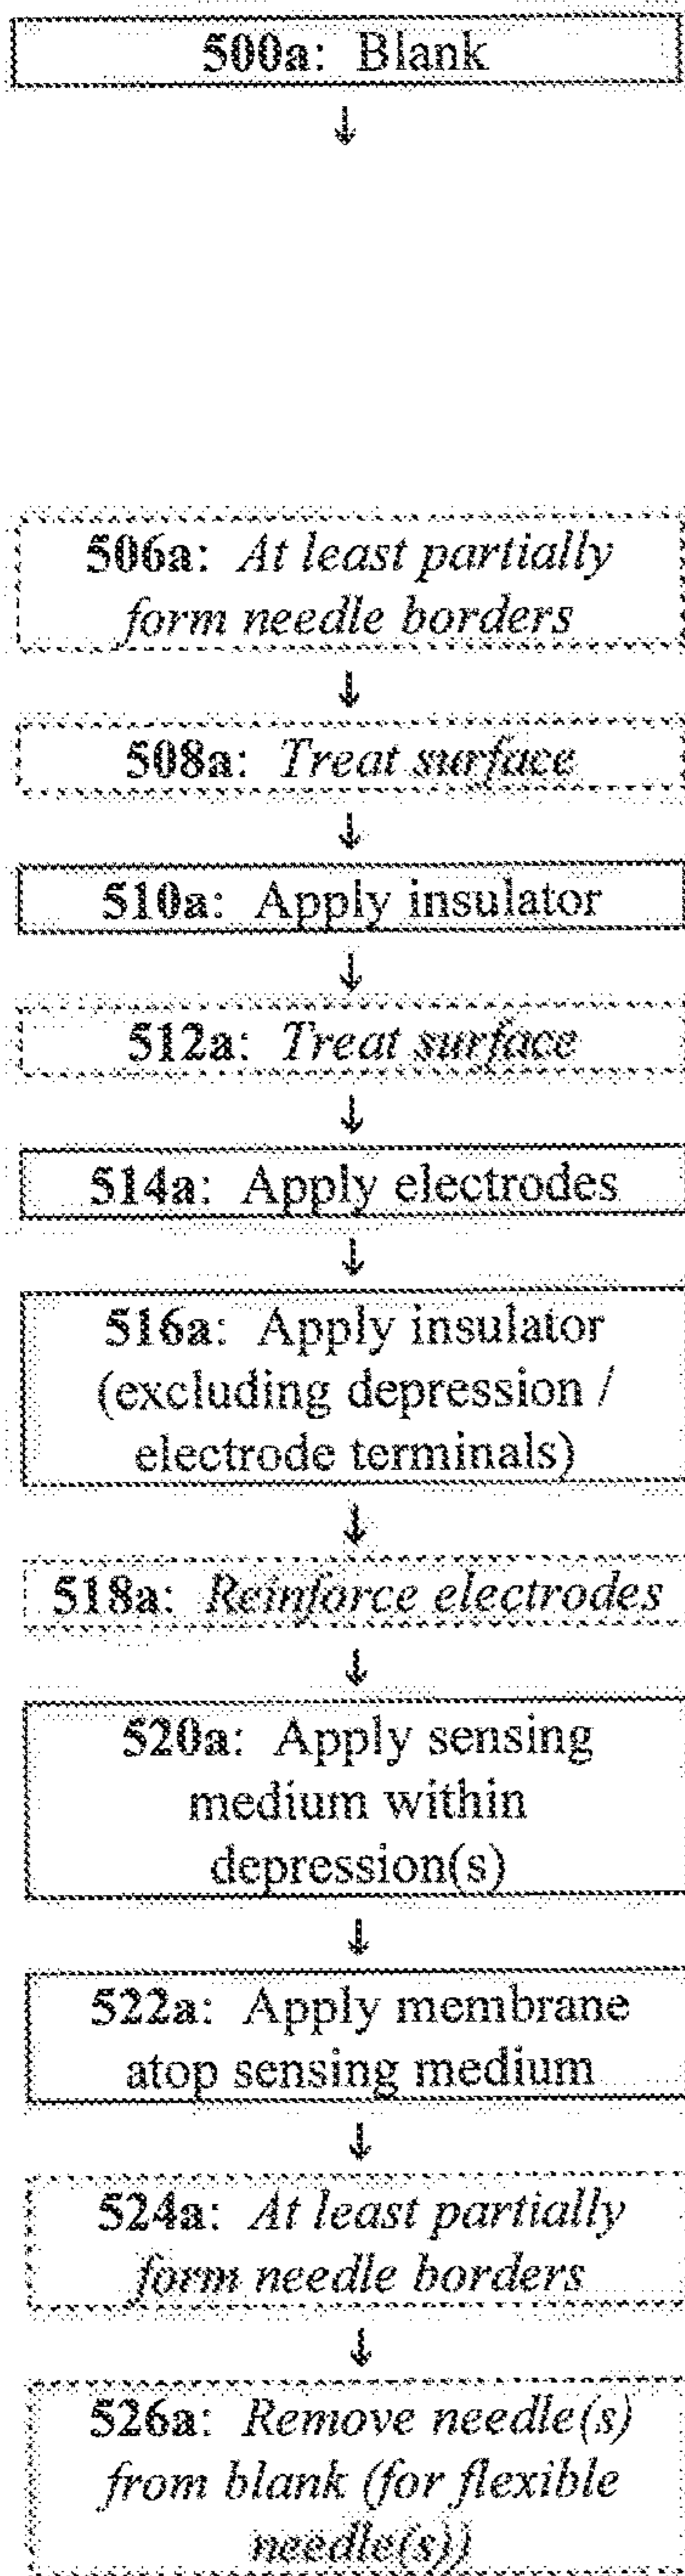 500a: Blank
↓
506a: At least partially
form needle borders
↓
508a: Treat surface
↓
510a: Apply insulator
↓
512a: Treat surface
↓
514a: Apply electrodes
↓
516a: Apply insulator
(excluding depression /
electrode terminals)
↓
518a: Reinforce electrodes
↓
520a: Apply sensing
medium within
depression(s)
↓
522a: Apply membrane
atop sensing medium
↓
524a: At least partially
form needle borders
↓
526a: Remove needle(s)
from blank (for flexible
needle(s))